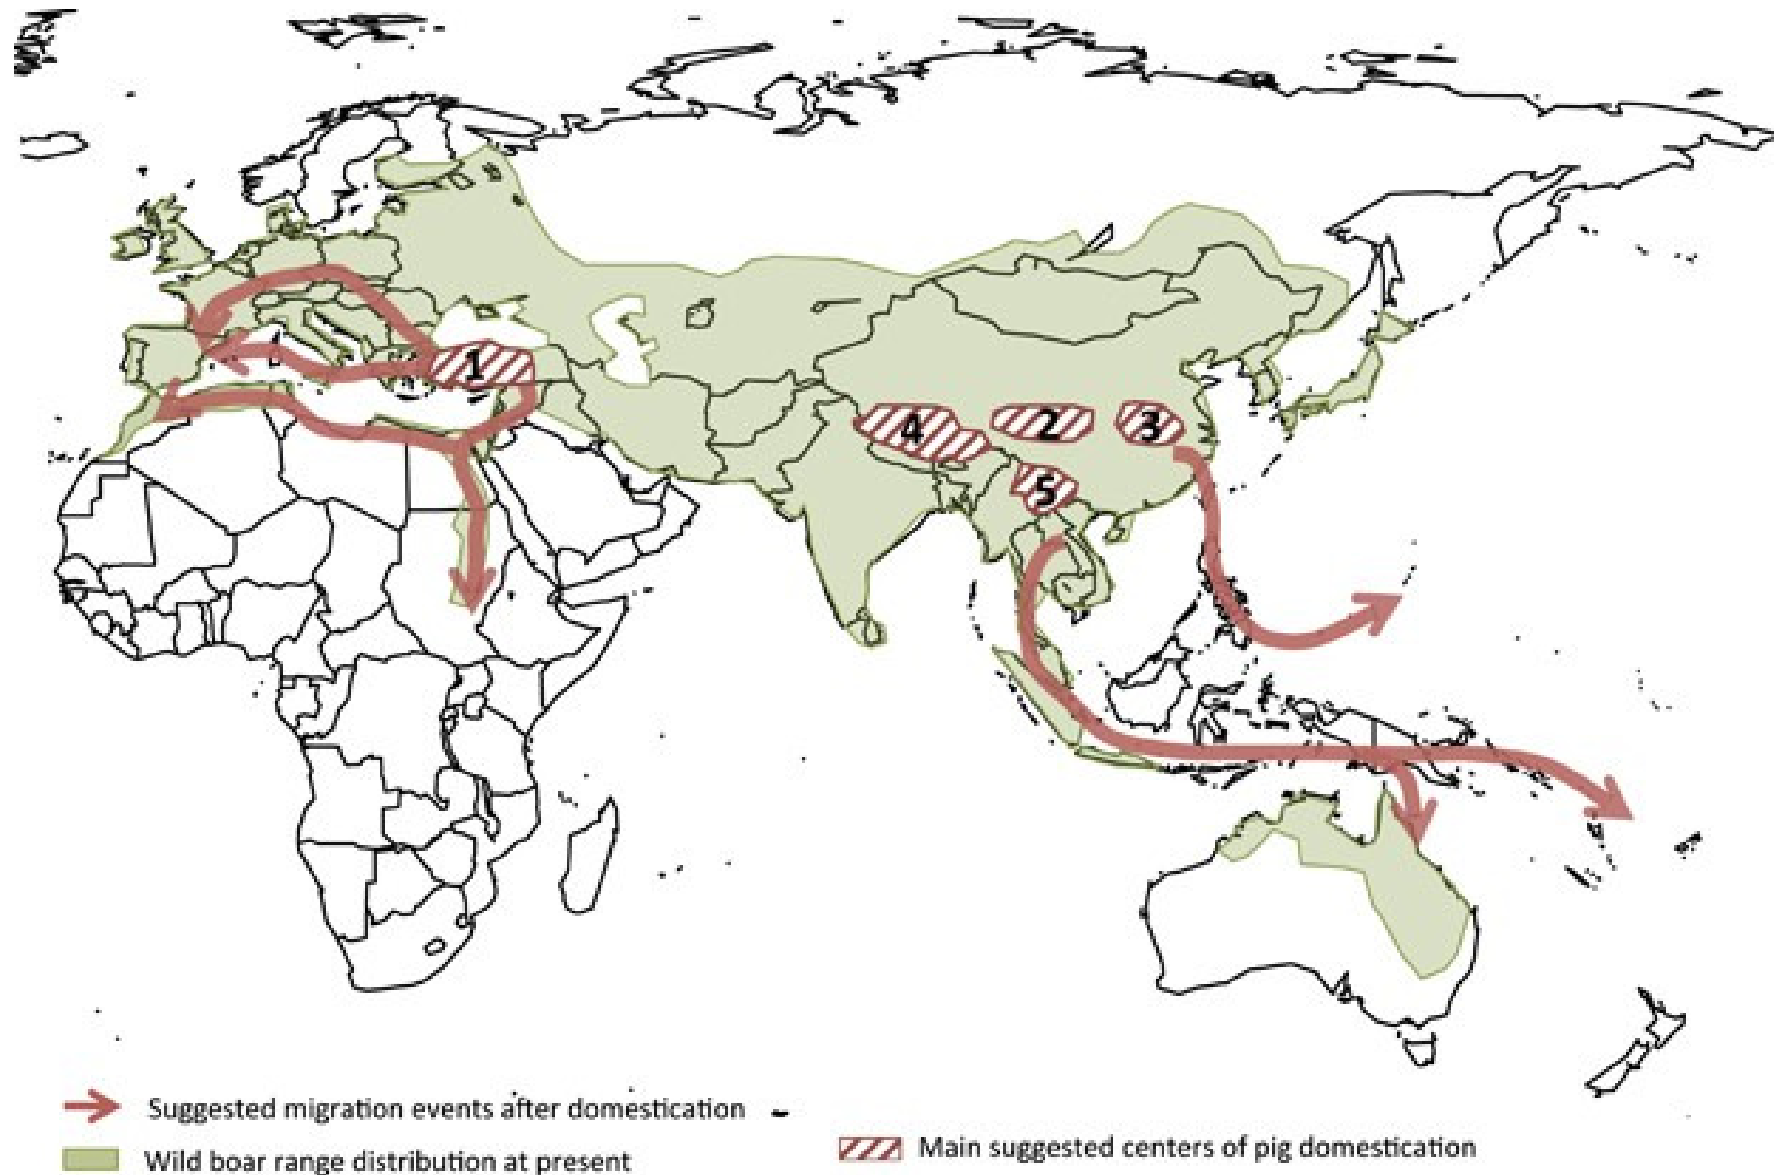 1
4
2
3
5
Suggested migration events after domestication
Wild boar range distribution at present
Main suggested centers of pig domestication